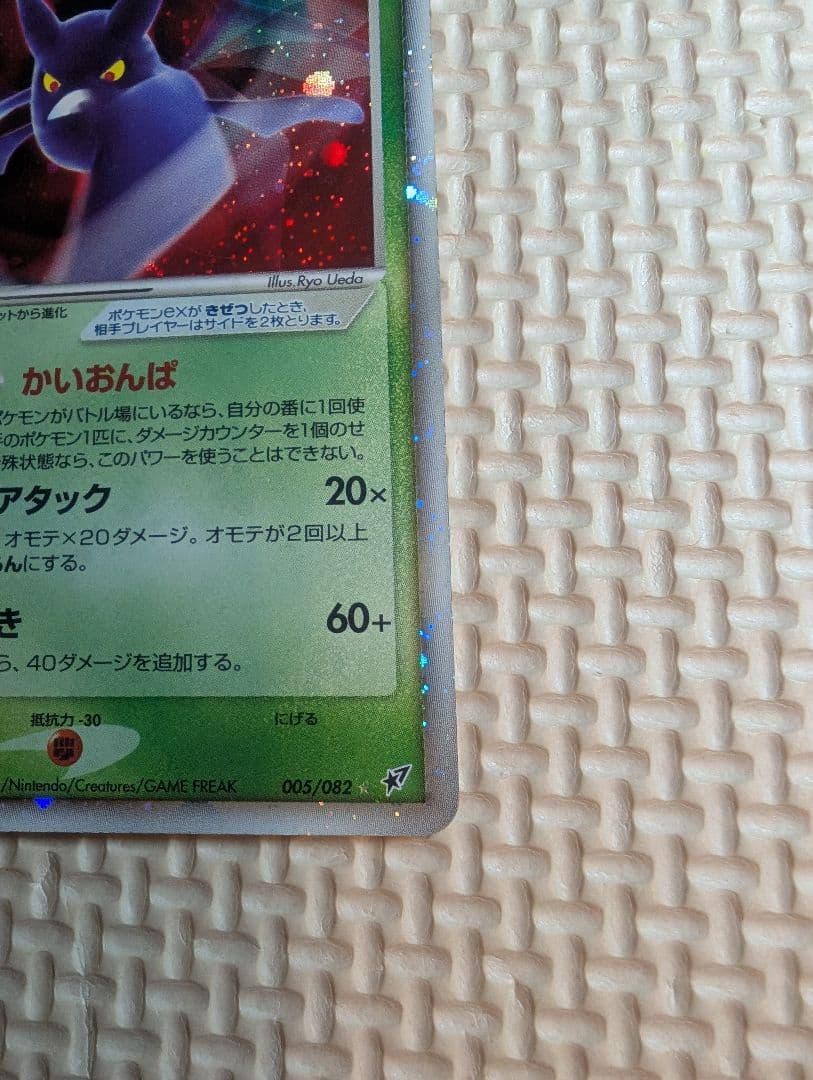 Illus.Ryo Ueda
ットから進化
ポケモンexが きぜつしたとき、
相手プレイヤーはサイドを2枚とります。
かいおんぱ
ポケモンがバトル場にいるなら、自分の番に1回使
のポケモン1匹に、ダメージカウンターを1個のせ
殊状態なら、このパワーを使うことはできない。
アタック 20×
オモテ×20ダメージ。オモテが2回以上
んにする。
き 60+
ら、40ダメージを追加する。
抵抗力 -30 にげる
/Nintendo/Creatures/GAME FREAK 005/082